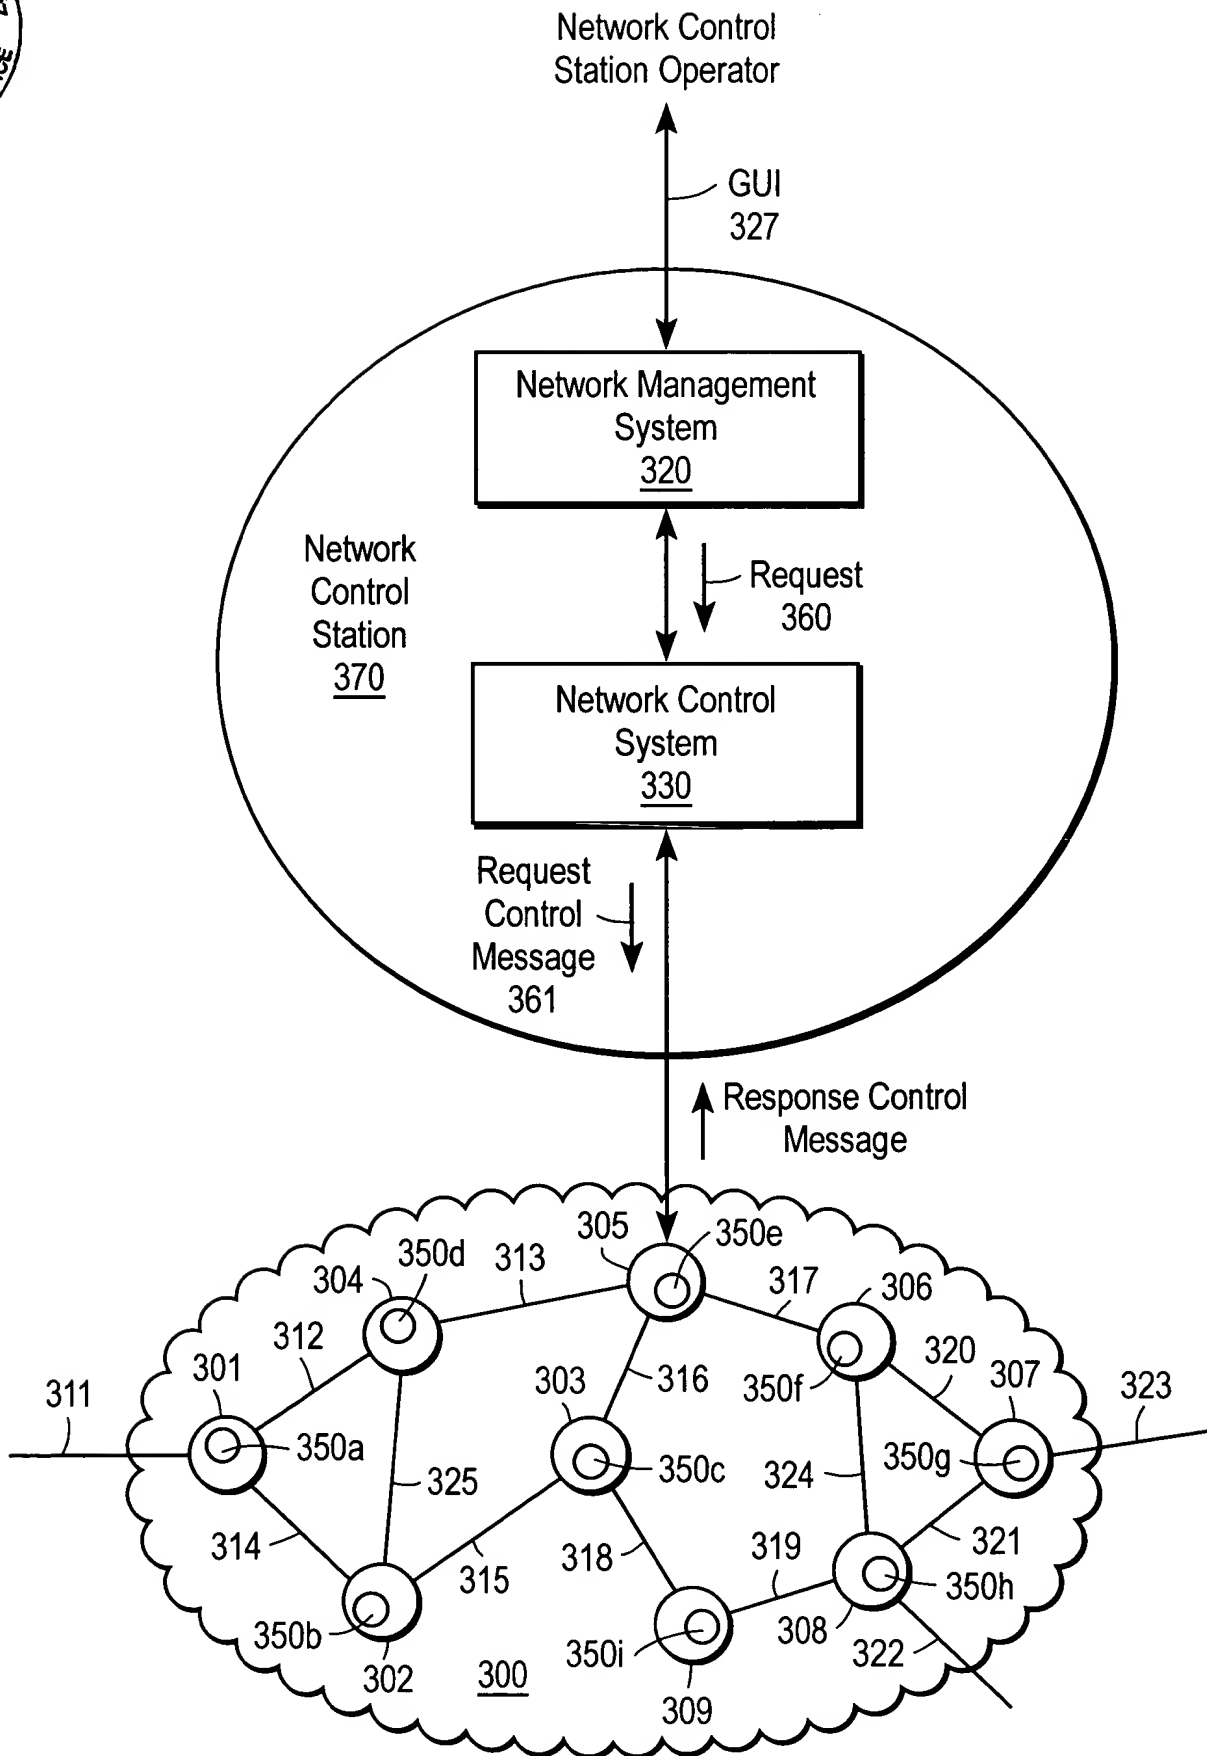 Network Control
Station Operator
GUI
327
Network Management
System
320
Network
Control
Station
370
Request
360
Network Control
System
330
Request
Control
Message
361
Response Control
Message
305
350e
350d
313
304
317
306
312
320
301
303
316
307
311
350f
323
350a
350c
350g
325
324
314
315
318
319
321
350h
350b
350i
308
322
302
300
309